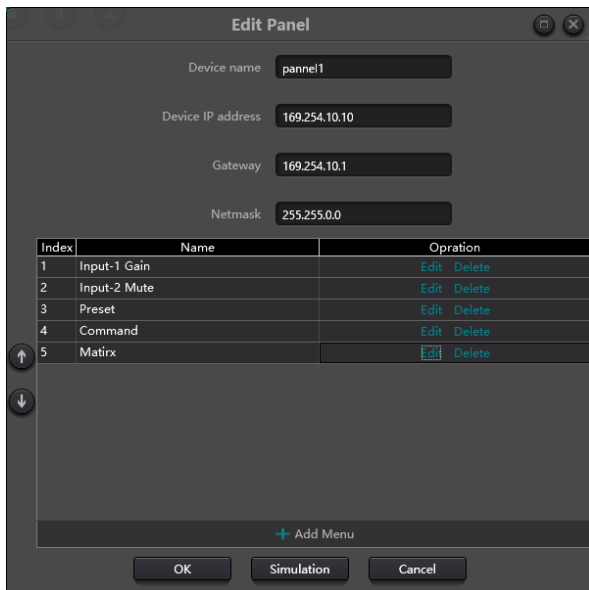 Edit Panel
Device name pannel1
Device IP address 169.254.10.10
Gateway 169.254.10.1
Netmask 255.255.0.0
Index Name Opration
1 Input-1 Gain Edit Delete
2 Input-2 Mute Edit Delete
3 Preset Edit Delete
4 Command Edit Delete
5 Matirx Edit Delete
+ Add Menu
OK Simulation Cancel